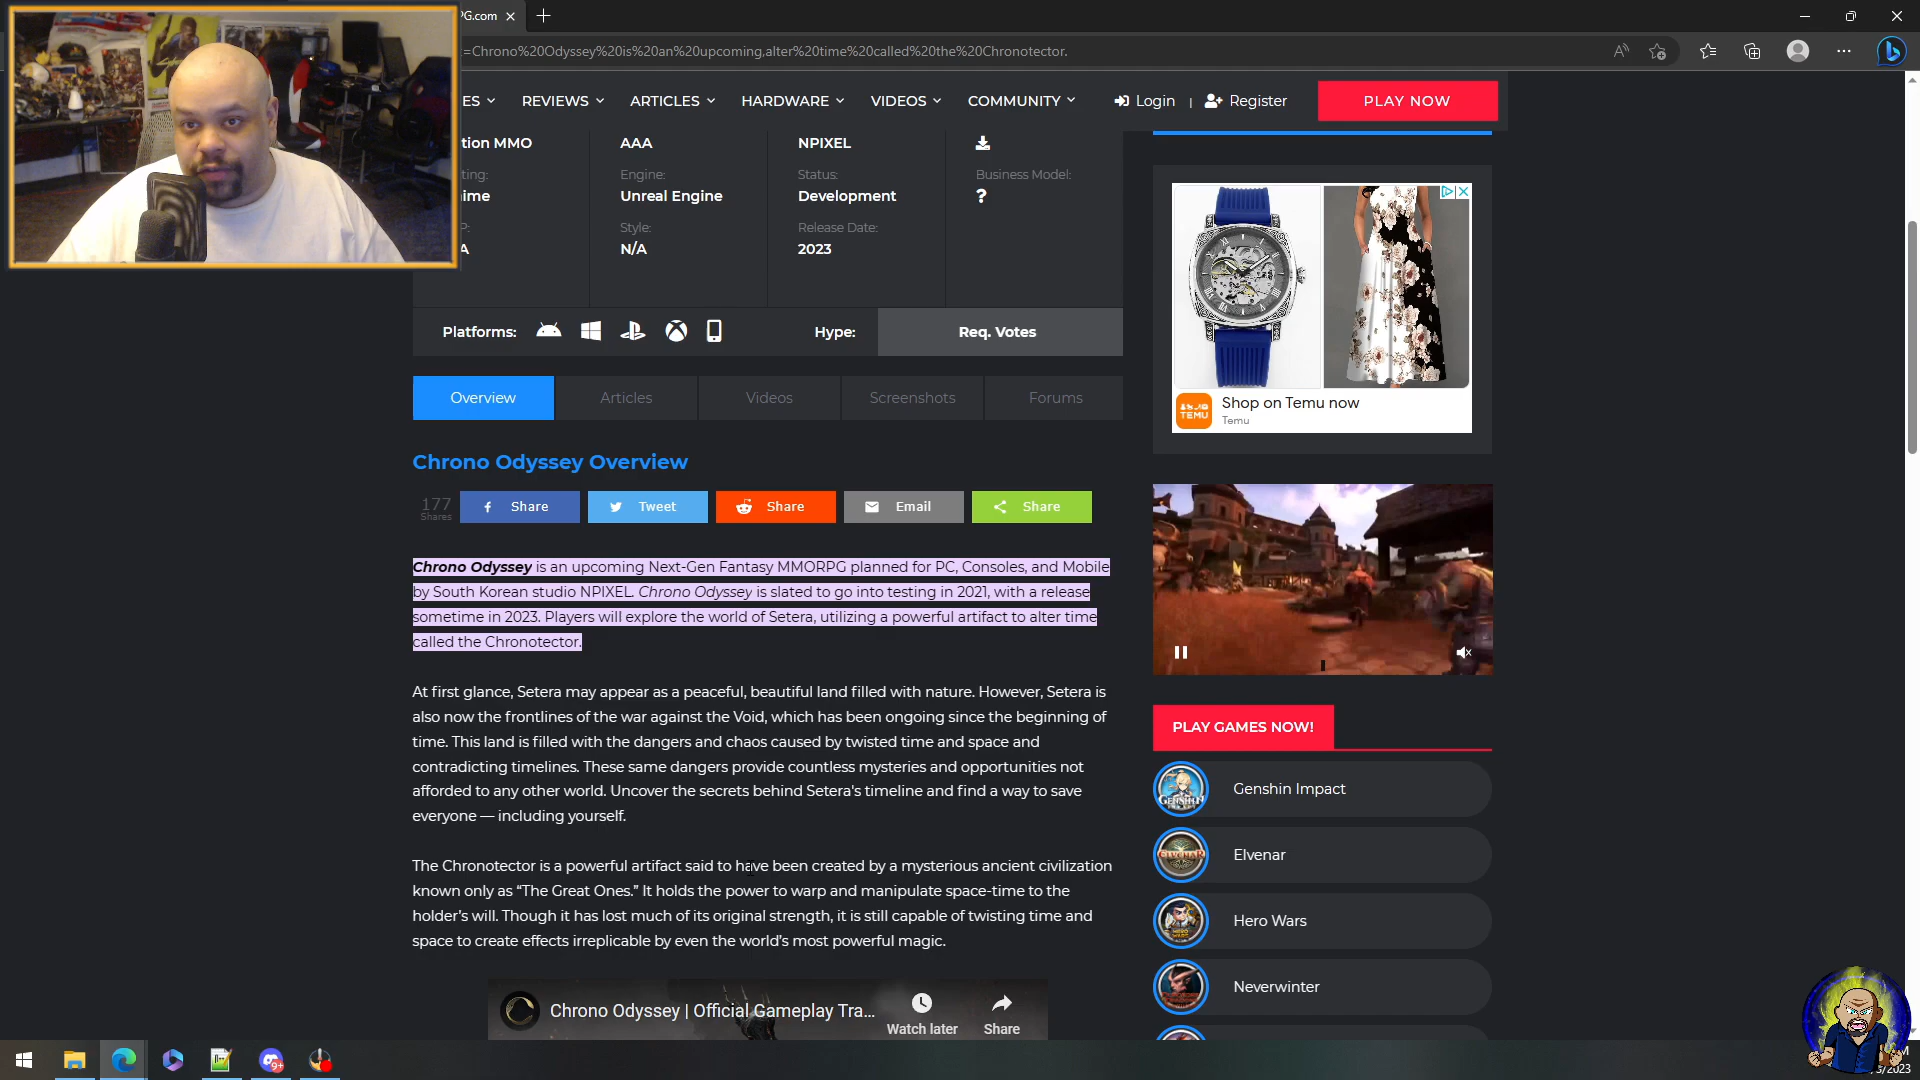 PG.com
=Chrono%20Odyssey%20is%20an%20upcoming,alter%20time%20called%20the%20Chronotector.
ES REVIEWS ARTICLES HARDWARE VIDEOS COMMUNITY Login | Register PLAY NOW
tion MMO AAA NPIXEL
ting: Engine: Status: Business Model:
ime Unreal Engine Development ?
P: Style: Release Date:
A N/A 2023
Platforms: Hype: Req. Votes
Overview Articles Videos Screenshots Forums
Shop on Temu now
TEMU
Temu
Chrono Odyssey Overview
177
Shares
Share Tweet Share Email Share
Chrono Odyssey is an upcoming Next-Gen Fantasy MMORPG planned for PC, Consoles, and Mobile
by South Korean studio NPIXEL. Chrono Odyssey is slated to go into testing in 2021, with a release
sometime in 2023. Players will explore the world of Setera, utilizing a powerful artifact to alter time
called the Chronotector.
At first glance, Setera may appear as a peaceful, beautiful land filled with nature. However, Setera is
also now the frontlines of the war against the Void, which has been ongoing since the beginning of
time. This land is filled with the dangers and chaos caused by twisted time and space and
contradicting timelines. These same dangers provide countless mysteries and opportunities not
afforded to any other world. Uncover the secrets behind Setera's timeline and find a way to save
everyone — including yourself.
The Chronotector is a powerful artifact said to have been created by a mysterious ancient civilization
known only as “The Great Ones.” It holds the power to warp and manipulate space-time to the
holder’s will. Though it has lost much of its original strength, it is still capable of twisting time and
space to create effects irreplicable by even the world’s most powerful magic.
Chrono Odyssey | Official Gameplay Tra...
Watch later Share
PLAY GAMES NOW!
Genshin Impact
Elvenar
Hero Wars
Neverwinter
9+
/2023